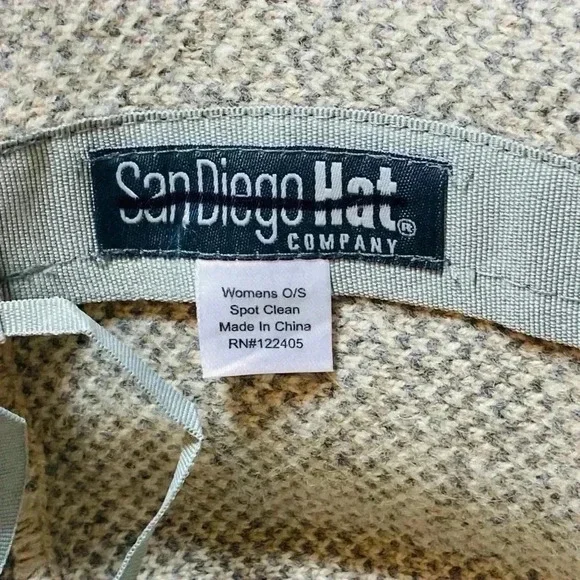 San Diego Hat®
COMPANY
Womens O/S
Spot Clean
Made In China
RN#122405